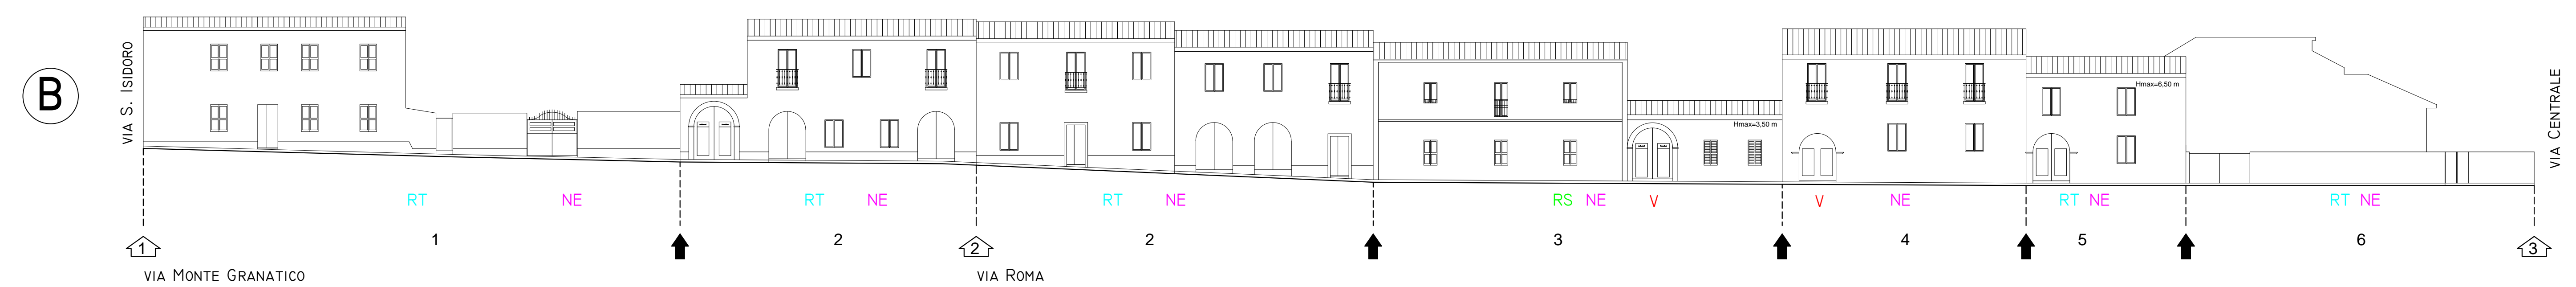 B
VIA S. ISIDORO
Hmax=3,50 m
Hmax=6,50 m
VIA CENTRALE
RT NE RT NE RT NE RS NE V V NE RT NE RT NE
1 1 2 2 2 3 4 5 6 3
VIA MONTE GRANATICO VIA ROMA